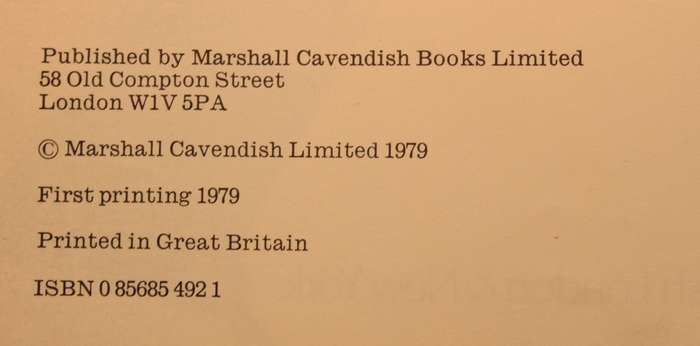 Published by Marshall Cavendish Books Limited
58 Old Compton Street
London W1V 5PA
© Marshall Cavendish Limited 1979
First printing 1979
Printed in Great Britain
ISBN 0 85685 492 1